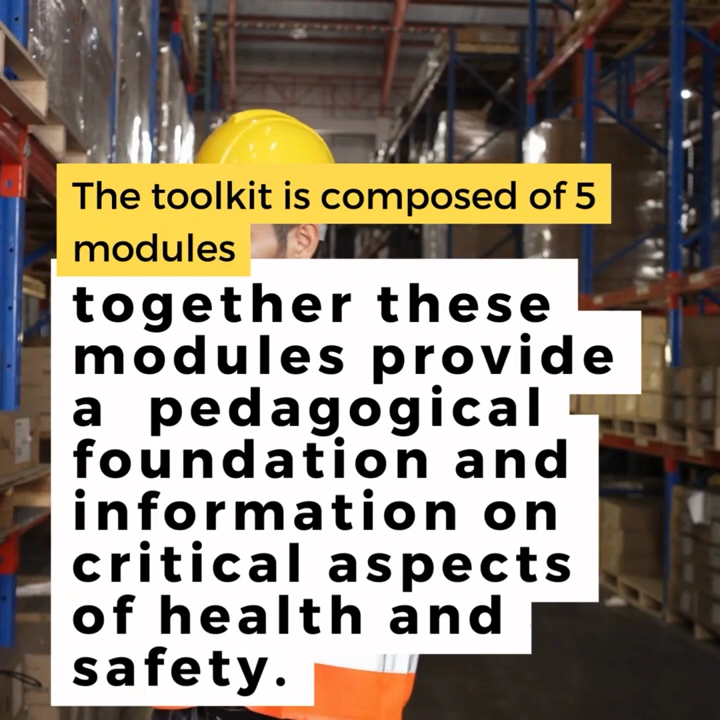 The toolkit is composed of 5
modules
together these
modules provide
a pedagogical
foundation and
information on
critical aspects
of health and
safety.